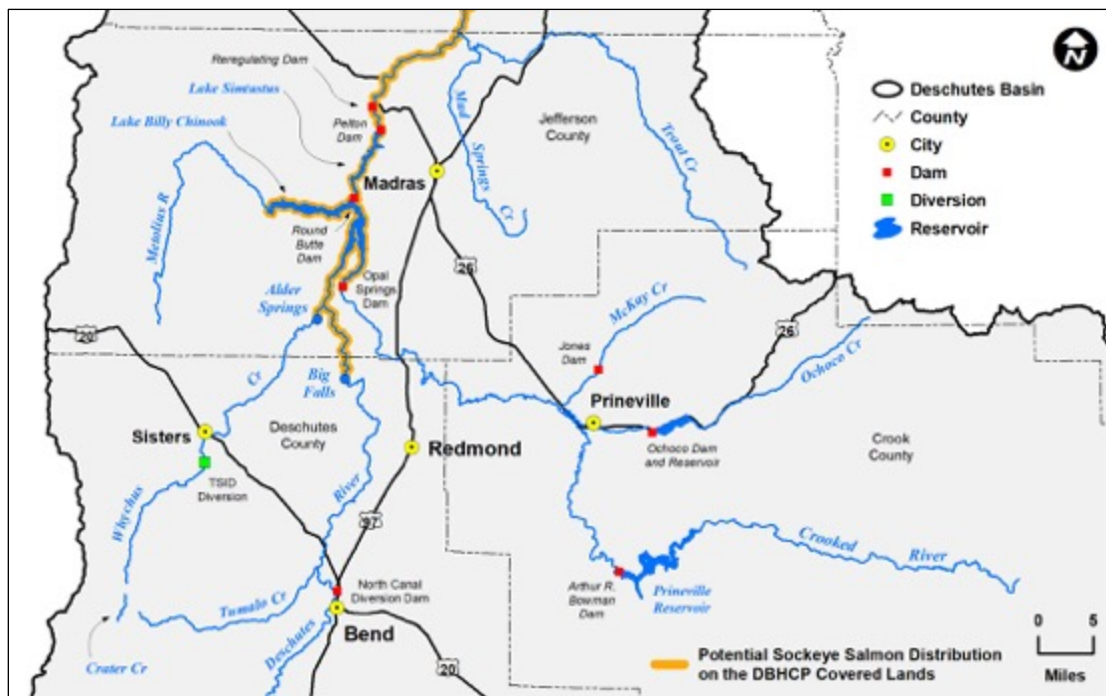 Reregulating Dam
Lake Simtustus
Lake Billy Chinook
Pelton
Dam
Mud
Springs
Cr
Jefferson
County
Trout Cr
N
Deschutes Basin
County
City
Dam
Diversion
Reservoir
Madras
Metolius R
Round
Butte
Dam
26
Opal
Springs
Dam
Alder
Springs
McKay Cr
20
26
Jones
Dam
Ochoco Cr
Cr
Big
Falls
Prineville
Sisters
Deschutes
County
Redmond
Ochoco Dam
and Reservoir
Crook
County
TSID
Diversion
River
Whychus
97
Crooked
River
Arthur R.
Bowman
Dam
Prineville
Reservoir
North Canal
Diversion Dam
Tumalo Cr
Bend
Deschutes
Crater Cr
20
0 5
Miles
Potential Sockeye Salmon Distribution
on the DBHCP Covered Lands